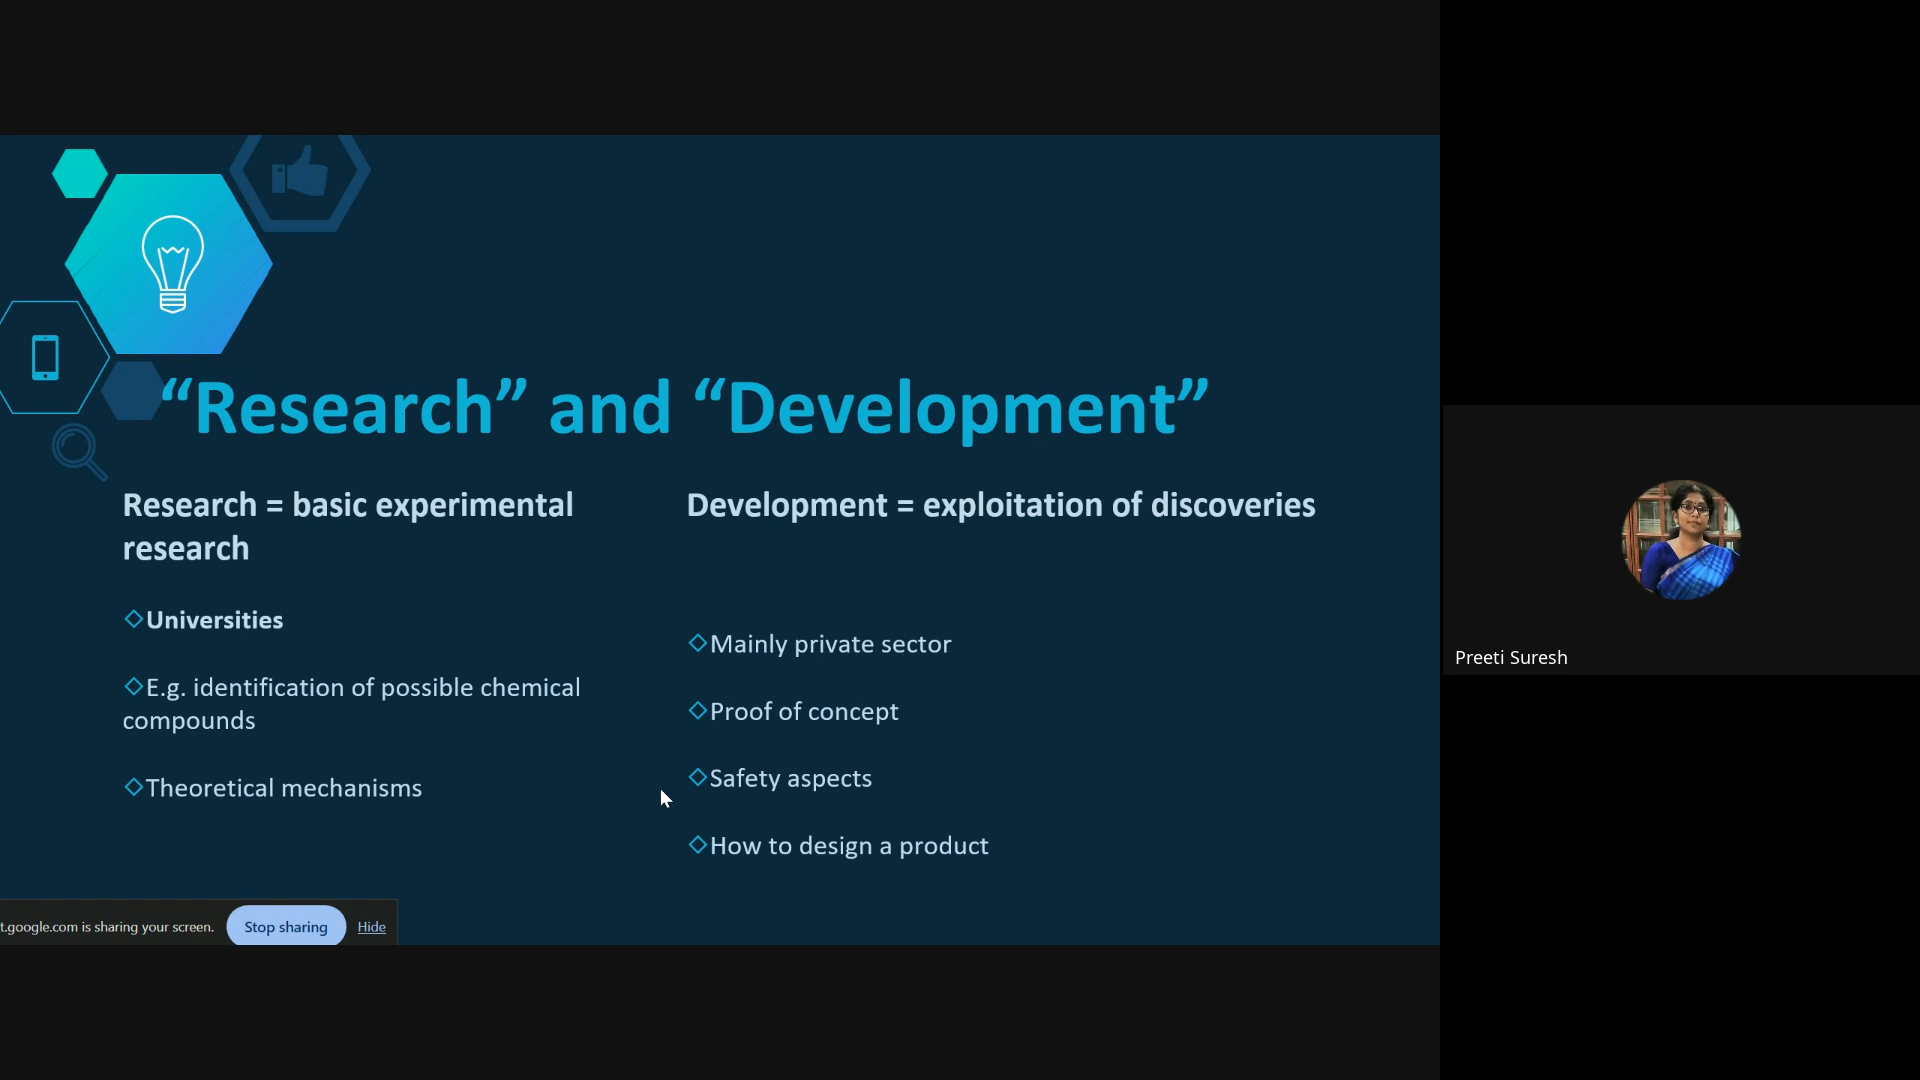 “Research” and “Development”
Research = basic experimental
research
◇Universities
◇E.g. identification of possible chemical
compounds
◇Theoretical mechanisms
Development = exploitation of discoveries
◇Mainly private sector
◇Proof of concept
◇Safety aspects
◇How to design a product
t.google.com is sharing your screen. Stop sharing Hide
Preeti Suresh